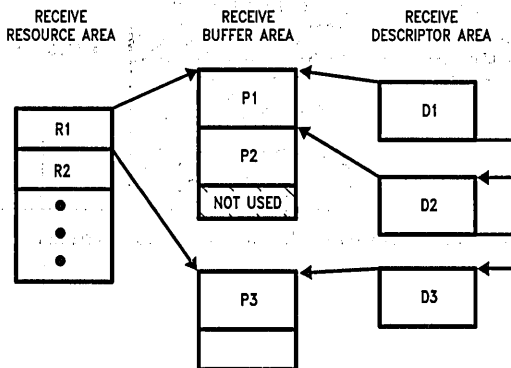 RECEIVE
RESOURCE AREA
RECEIVE
BUFFER AREA
RECEIVE
DESCRIPTOR AREA
R1
R2
P1
P2
NOT USED
P3
D1
D2
D3